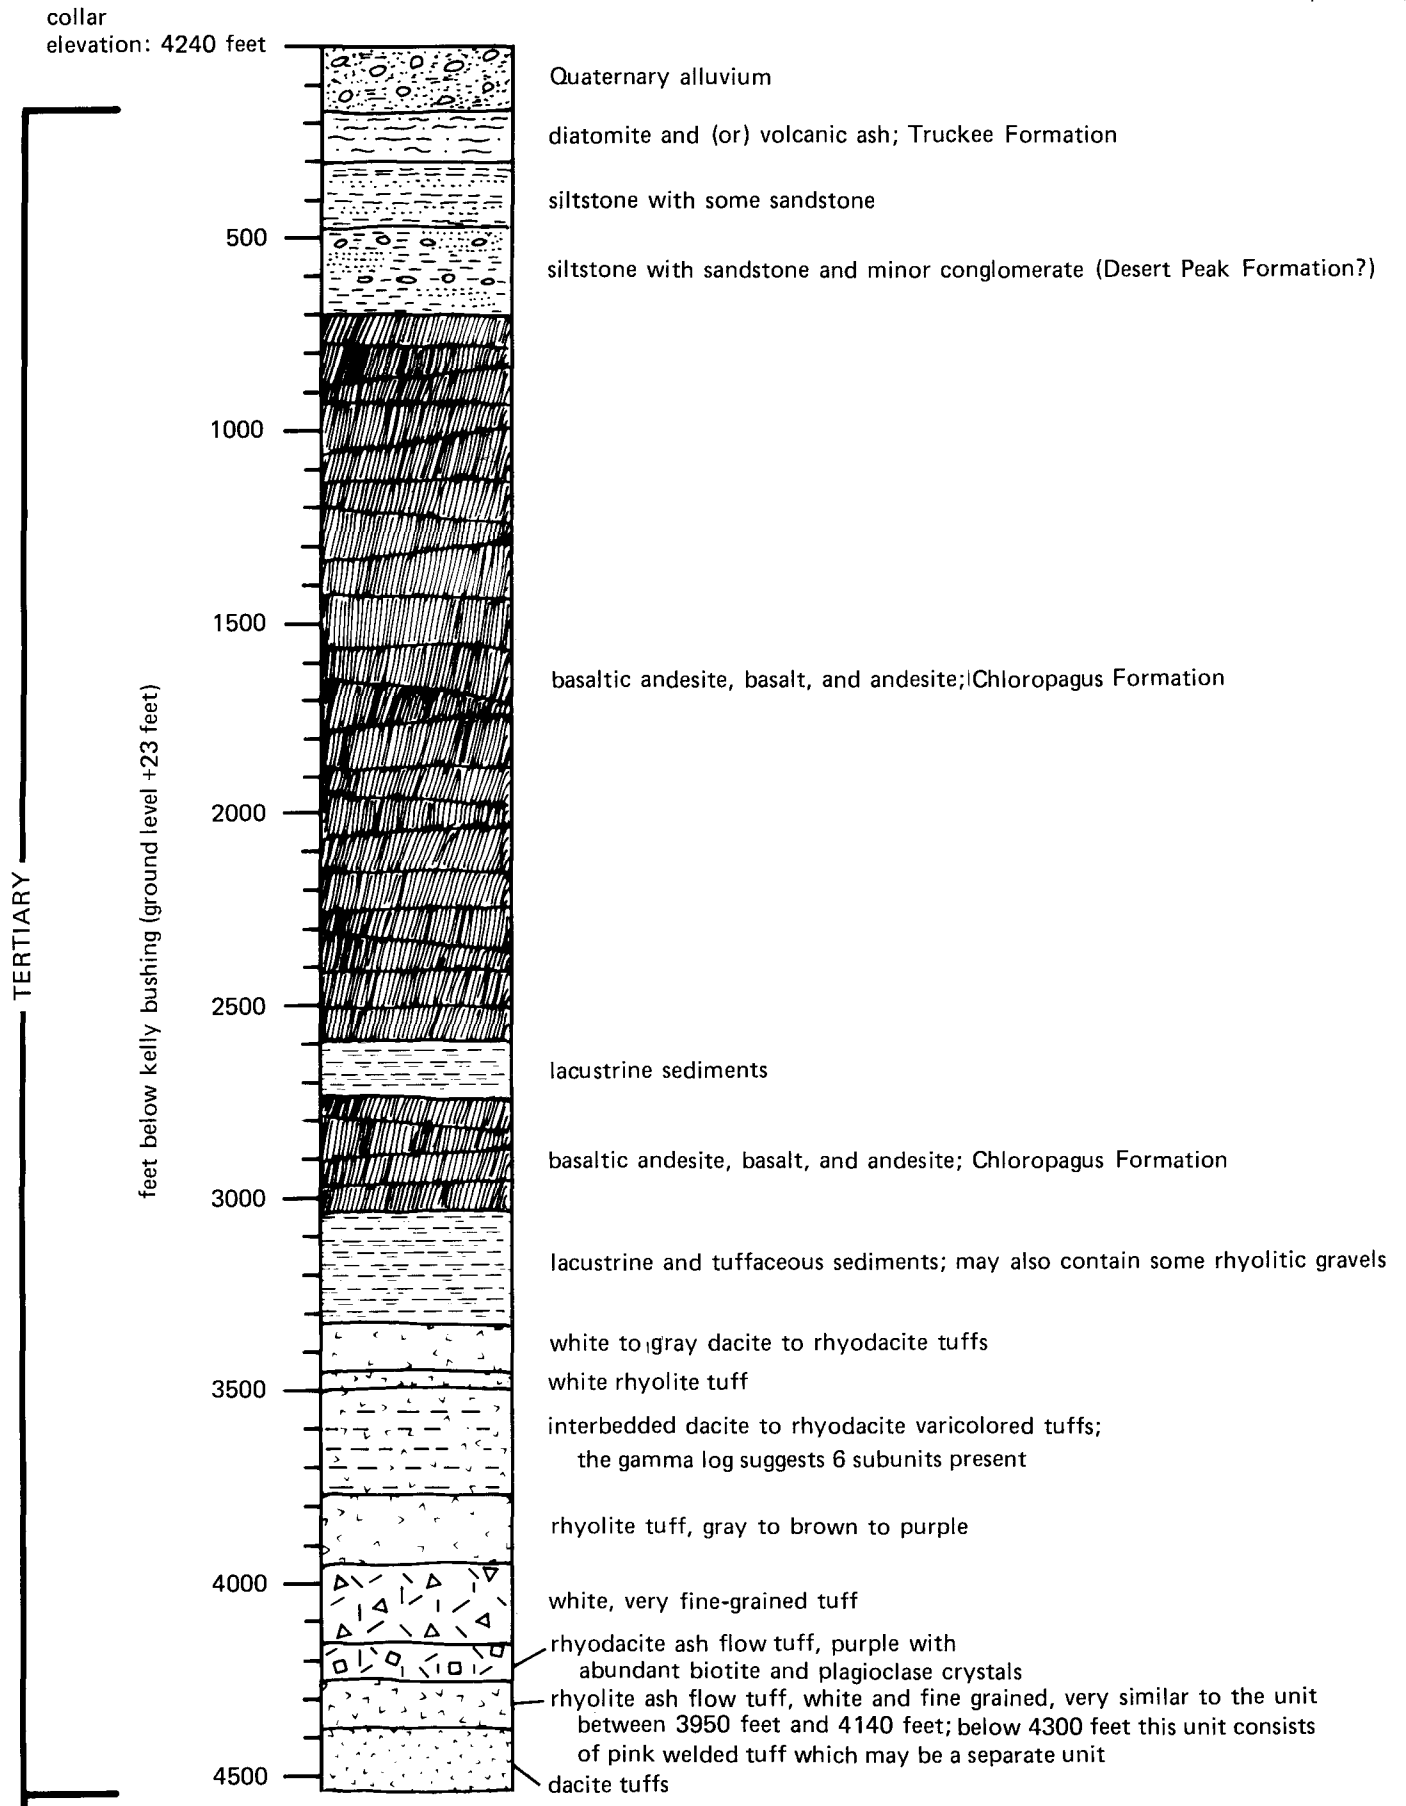 collar
elevation: 4240 feet
Quaternary alluvium
diatomite and (or) volcanic ash; Truckee Formation
siltstone with some sandstone
500
siltstone with sandstone and minor conglomerate (Desert Peak Formation?)
1000
1500
basaltic andesite, basalt, and andesite; Chloropagus Formation
feet below kelly bushing (ground level +23 feet)
2000
TERTIARY
2500
lacustrine sediments
basaltic andesite, basalt, and andesite; Chloropagus Formation
3000
lacustrine and tuffaceous sediments; may also contain some rhyolitic gravels
white to gray dacite to rhyodacite tuffs
white rhyolite tuff
3500
interbedded dacite to rhyodacite varicolored tuffs;
the gamma log suggests 6 subunits present
rhyolite tuff, gray to brown to purple
4000
white, very fine-grained tuff
rhyodacite ash flow tuff, purple with
abundant biotite and plagioclase crystals
rhyolite ash flow tuff, white and fine grained, very similar to the unit
between 3950 feet and 4140 feet; below 4300 feet this unit consists
of pink welded tuff which may be a separate unit
4500
dacite tuffs